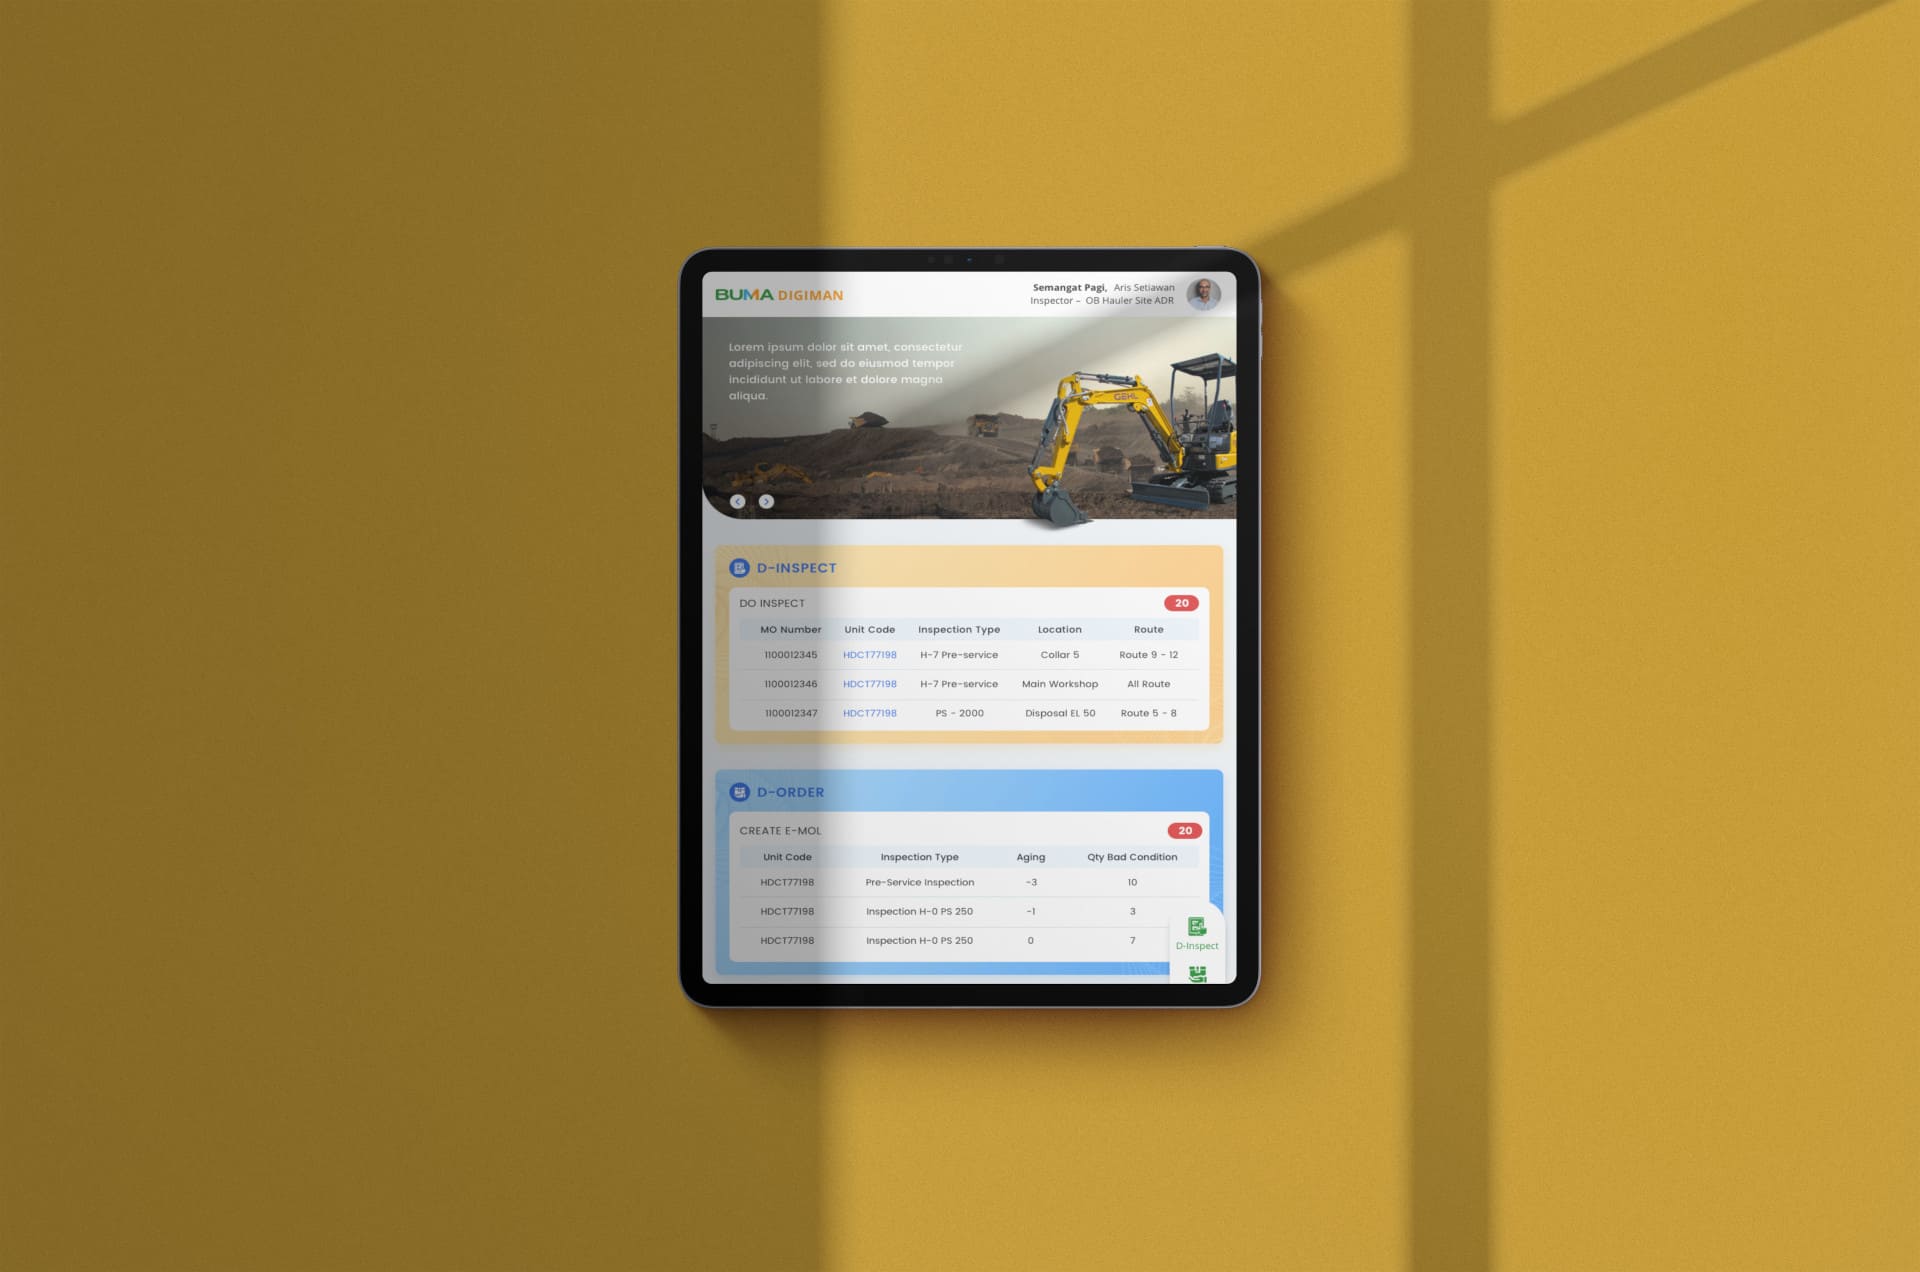 BUMA DIGIMAN
Semangat Pagi, Aris Setiawan
Inspector – OB Hauler Site ADR
Lorem ipsum dolor sit amet, consectetur
adipiscing elit, sed do eiusmod tempor
incididunt ut labore et dolore magna
aliqua.
GEHL
D-INSPECT
DO INSPECT 20
MO Number Unit Code Inspection Type Location Route
1100012345 HDCT77198 H-7 Pre-service Collar 5 Route 9 - 12
1100012346 HDCT77198 H-7 Pre-service Main Workshop All Route
1100012347 HDCT77198 PS - 2000 Disposal EL 50 Route 5 - 8
D-ORDER
CREATE E-MOL 20
Unit Code Inspection Type Aging Qty Bad Condition
HDCT77198 Pre-Service Inspection -3 10
HDCT77198 Inspection H-0 PS 250 -1 3
HDCT77198 Inspection H-0 PS 250 0 7
D-Inspect